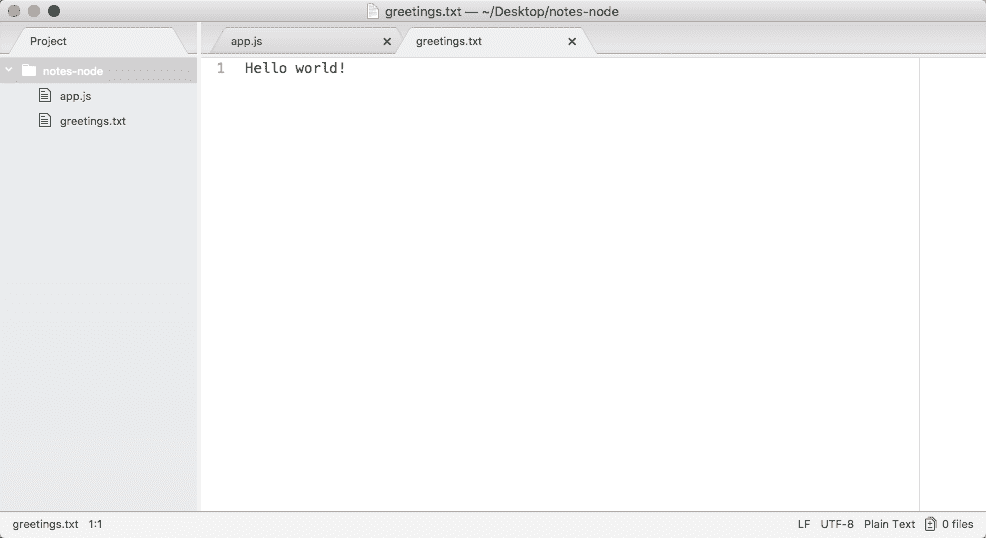 greetings.txt — ~/Desktop/notes-node
Project
app.js
greetings.txt
notes-node
app.js
greetings.txt
1 Hello world!
greetings.txt 1:1 LF UTF-8 Plain Text 0 files